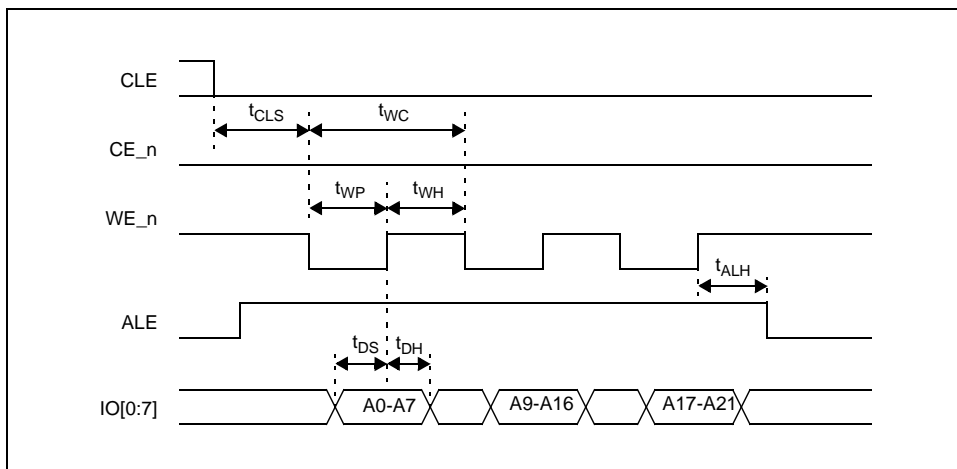 CLE
tCLS
tWC
CE_n
tWP
tWH
WE_n
tALH
ALE
tDS
tDH
IO[0:7]
A0-A7
A9-A16
A17-A21